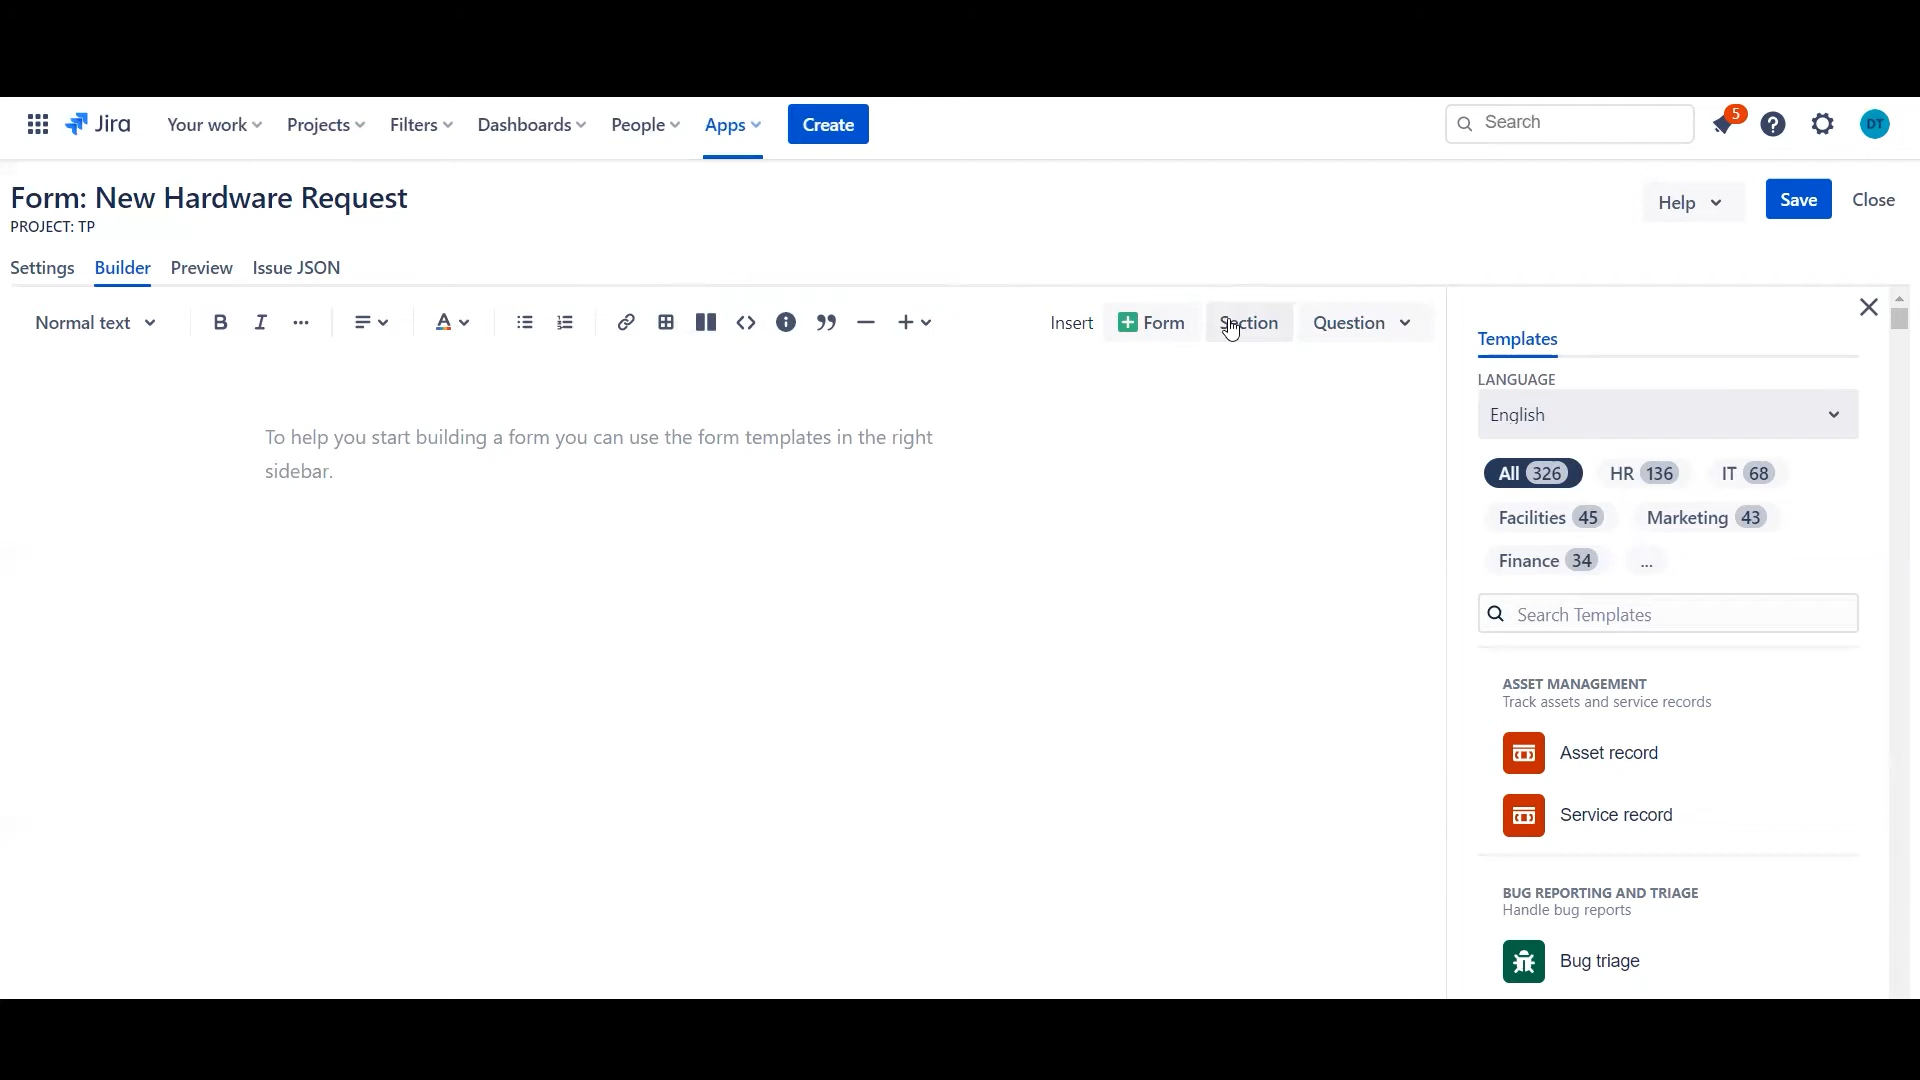 Jira
Your work
Projects
Filters
Dashboards
People
Apps
Create
Search
5
DT
Form: New Hardware Request
PROJECT: TP
Help
Save
Close
Settings
Builder
Preview
Issue JSON
Normal text
B
I
A
Insert
Form
Section
Question
To help you start building a form you can use the form templates in the right
sidebar.
Templates
LANGUAGE
English
All 326
HR 136
IT 68
Facilities 45
Marketing 43
Finance 34
...
Search Templates
ASSET MANAGEMENT
Track assets and service records
Asset record
Service record
BUG REPORTING AND TRIAGE
Handle bug reports
Bug triage